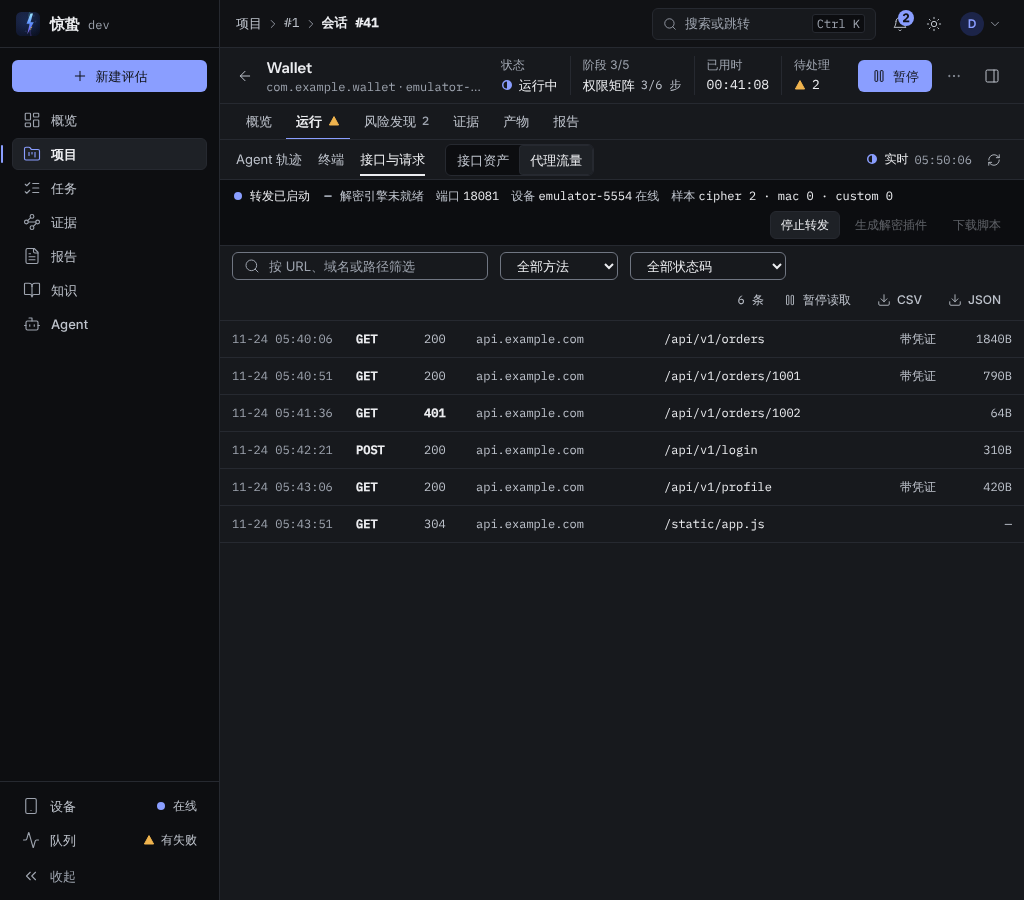 惊蛰 dev
项目 > #1 > 会话 #41
搜索或跳转 Ctrl K
2
D
新建评估
概览
项目
任务
证据
报告
知识
Agent
设备 在线
队列 有失败
收起
Wallet
com.example.wallet · emulator-…
状态
运行中
阶段 3/5
权限矩阵 3/6 步
已用时
00:41:08
待处理
2
暂停
概览 运行 风险发现 2 证据 产物 报告
Agent 轨迹 终端 接口与请求 接口资产 代理流量 实时 05:50:06
转发已启动 — 解密引擎未就绪 端口 18081 设备 emulator-5554 在线 样本 cipher 2 · mac 0 · custom 0
停止转发 生成解密插件 下载脚本
按 URL、域名或路径筛选 全部方法 全部状态码
6 条 暂停读取 CSV JSON
11-24 05:40:06 GET 200 api.example.com /api/v1/orders 带凭证 1840B
11-24 05:40:51 GET 200 api.example.com /api/v1/orders/1001 带凭证 790B
11-24 05:41:36 GET 401 api.example.com /api/v1/orders/1002 64B
11-24 05:42:21 POST 200 api.example.com /api/v1/login 310B
11-24 05:43:06 GET 200 api.example.com /api/v1/profile 带凭证 420B
11-24 05:43:51 GET 304 api.example.com /static/app.js —